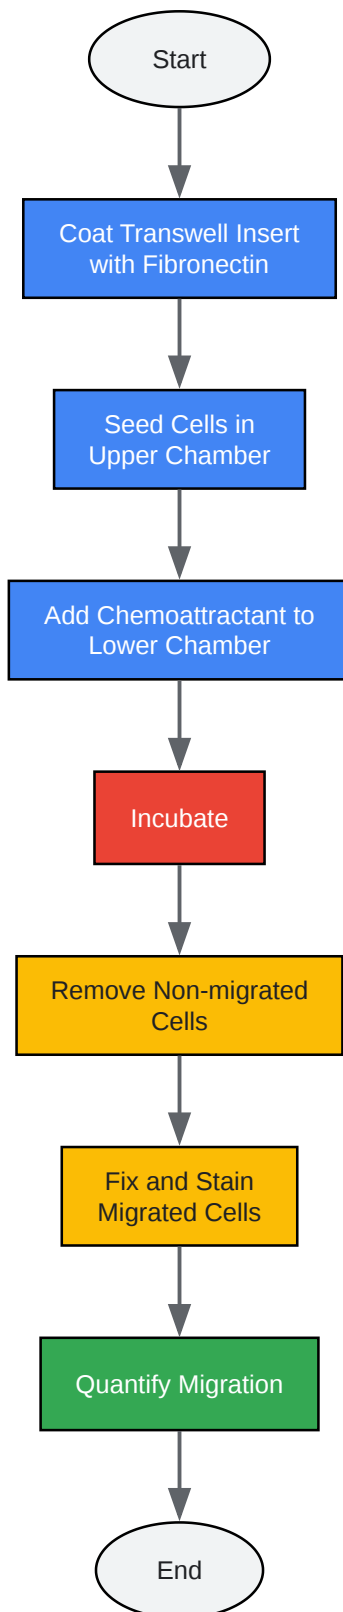 Start
Coat Transwell Insert
with Fibronectin
Seed Cells in
Upper Chamber
Add Chemoattractant to
Lower Chamber
Incubate
Remove Non-migrated
Cells
Fix and Stain
Migrated Cells
Quantify Migration
End